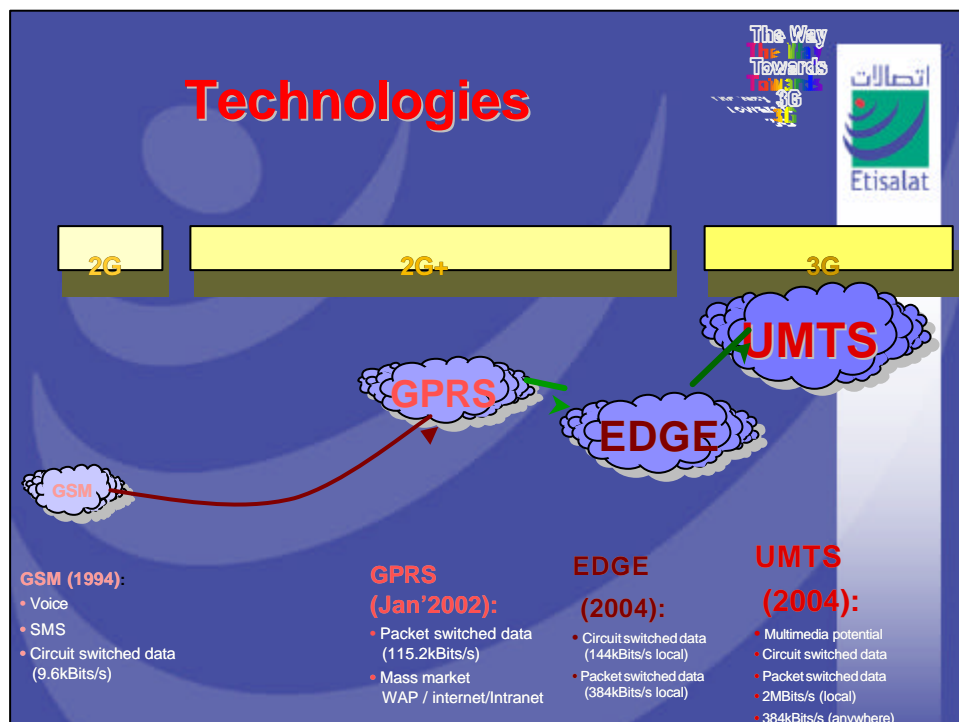 The Way
Towards
3G
Technologies
اتصالات
Etisalat
2G
2G+
3G
UMTS
GPRS
EDGE
GSM
GSM (1994):
• Voice
• SMS
• Circuit switched data
(9.6kBits/s)
GPRS
(Jan’2002):
• Packet switched data
(115.2kBits/s)
• Mass market
WAP / internet/Intranet
EDGE
(2004):
• Circuit switched data
(144kBits/s local)
• Packet switched data
(384kBits/s local)
UMTS
(2004):
• Multimedia potential
• Circuit switched data
• Packet switched data
• 2MBits/s (local)
• 384kBits/s (anywhere)